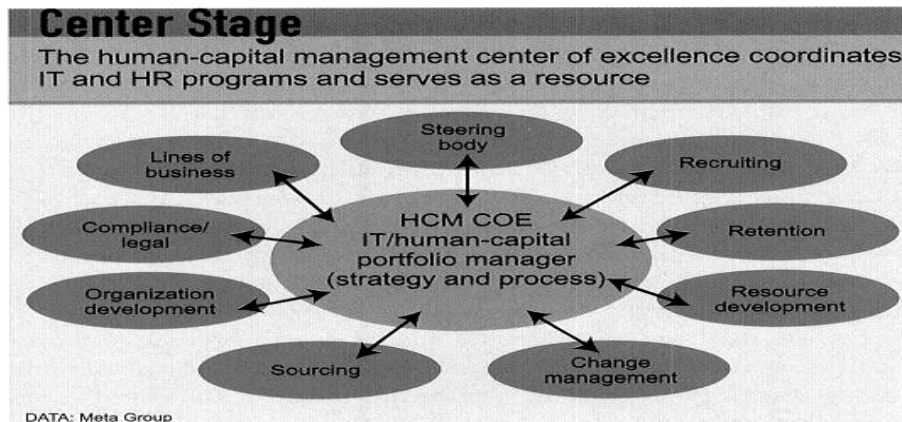 Center Stage
The human-capital management center of excellence coordinates
IT and HR programs and serves as a resource
Steering
body
Lines of
business
Recruiting
Compliance/
legal
HCM COE
IT/human-capital
portfolio manager
(strategy and process)
Retention
Organization
development
Resource
development
Sourcing
Change
management
DATA: Meta Group